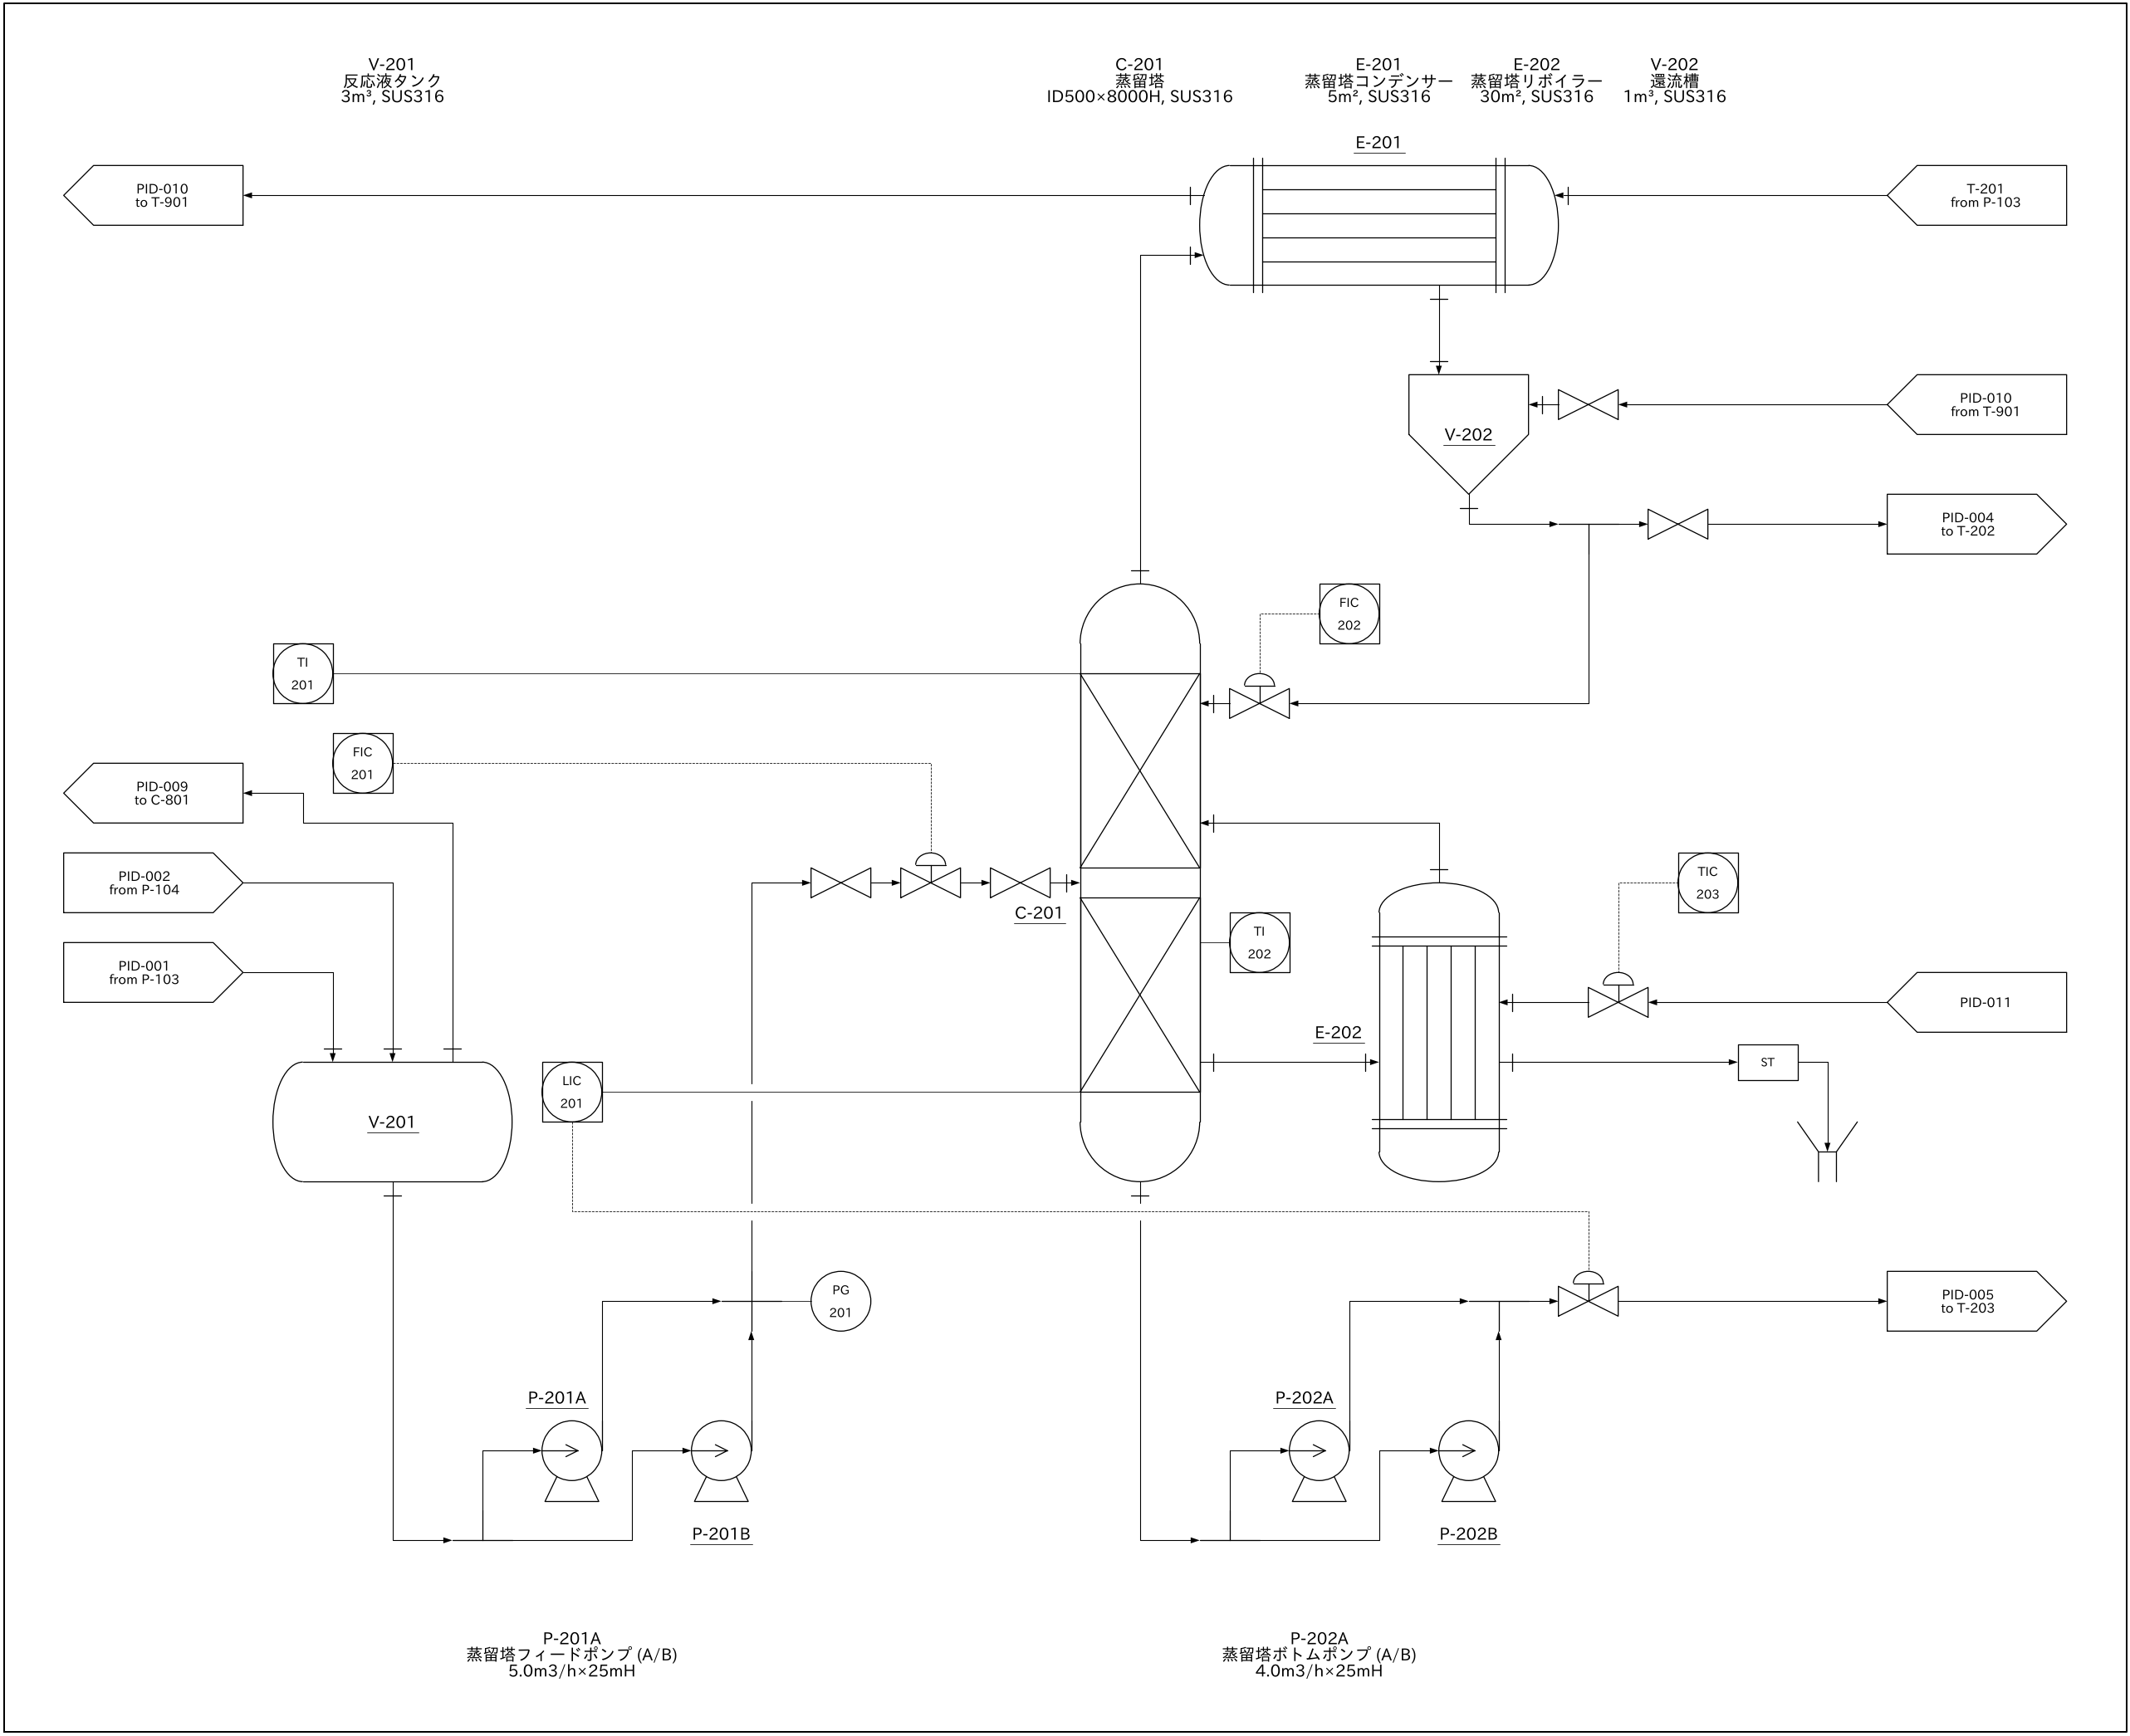 V-201
反応液タンク
3m³, SUS316
C-201
蒸留塔
ID500×8000H, SUS316
E-201
蒸留塔コンデンサー
5m², SUS316
E-202
蒸留塔リボイラー
30m², SUS316
V-202
還流槽
1m³, SUS316
E-201
PID-010
to T-901
T-201
from P-103
PID-010
from T-901
V-202
PID-004
to T-202
FIC
202
TI
201
FIC
201
PID-009
to C-801
PID-002
from P-104
TIC
203
C-201
TI
202
PID-001
from P-103
PID-011
E-202
ST
LIC
201
V-201
PG
201
PID-005
to T-203
P-201A
P-202A
P-201B
P-202B
P-201A
蒸留塔フィードポンプ (A/B)
5.0m3/h×25mH
P-202A
蒸留塔ボトムポンプ (A/B)
4.0m3/h×25mH